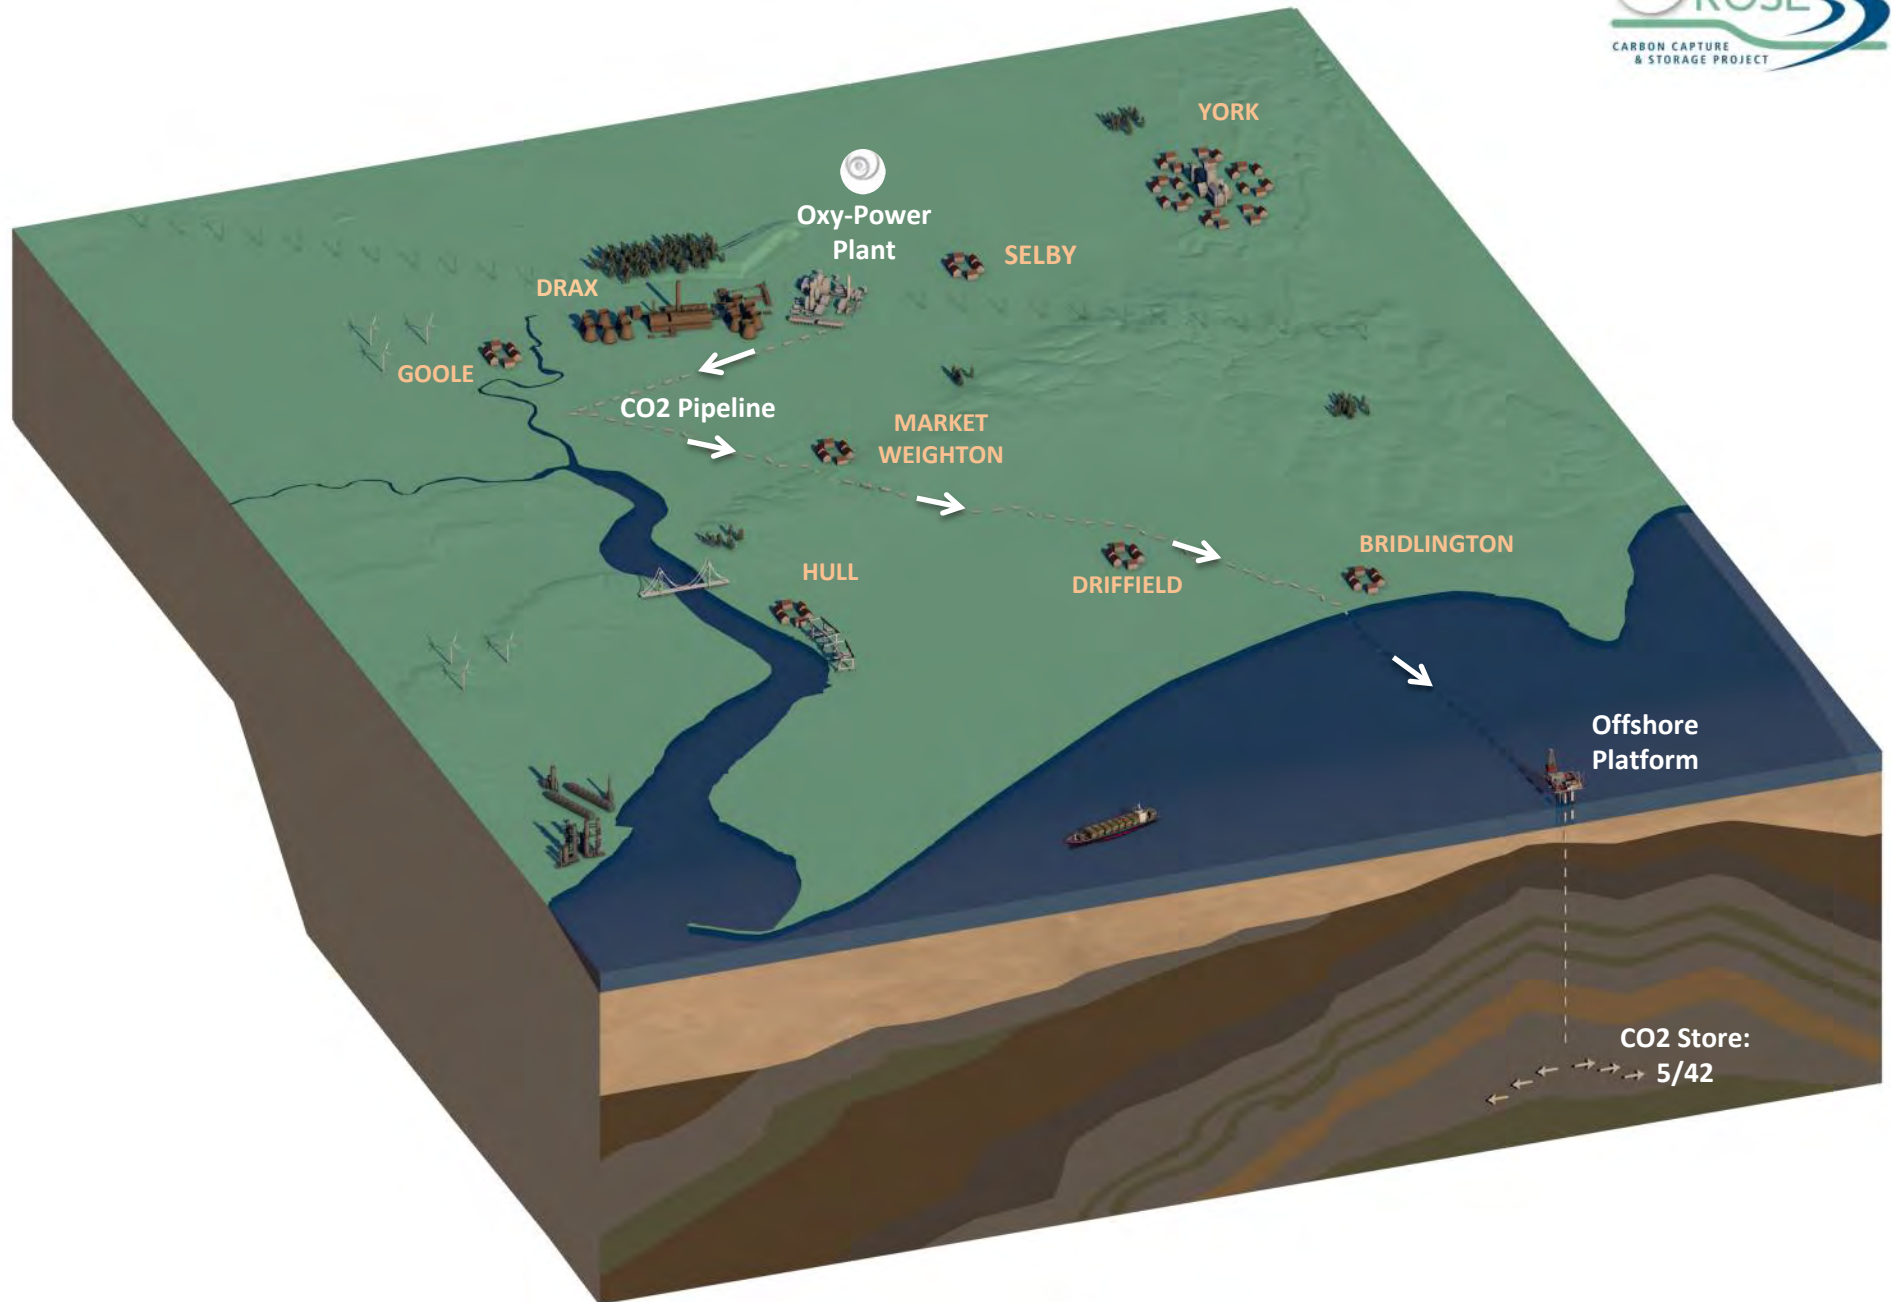 ROSE
CARBON CAPTURE
& STORAGE PROJECT
YORK
Oxy-Power
Plant
SELBY
DRAX
GOOLE
CO2 Pipeline
MARKET
WEIGHTON
BRIDLINGTON
HULL
DRIFFIELD
Offshore
Platform
CO2 Store:
5/42